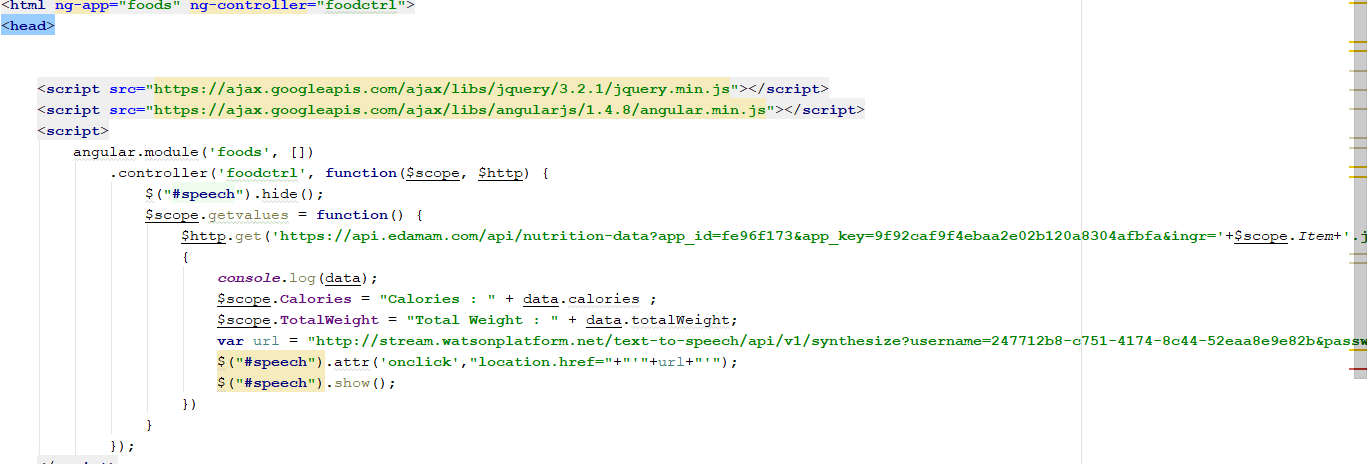 <html ng-app="foods" ng-controller="foodctrl">
<head>
<script src="https://ajax.googleapis.com/ajax/libs/jquery/3.2.1/jquery.min.js"></script>
<script src="https://ajax.googleapis.com/ajax/libs/angularjs/1.4.8/angular.min.js"></script>
<script>
angular.module('foods', [])
.controller('foodctrl', function($scope, $http) {
$("#speech").hide();
$scope.getvalues = function() {
$http.get('https://api.edamam.com/api/nutrition-data?app_id=fe96f173&app_key=9f92caf9f4ebaa2e02b120a8304afbfa&ingr='+$scope.Item+'.j
{
console.log(data);
$scope.Calories = "Calories : " + data.calories ;
$scope.TotalWeight = "Total Weight : " + data.totalWeight;
var url = "http://stream.watsonplatform.net/text-to-speech/api/v1/synthesize?username=247712b8-c751-4174-8c44-52eaa8e9e82b&passw
$("#speech").attr('onclick',"location.href="+"'"+url+"'");
$("#speech").show();
})
}
});